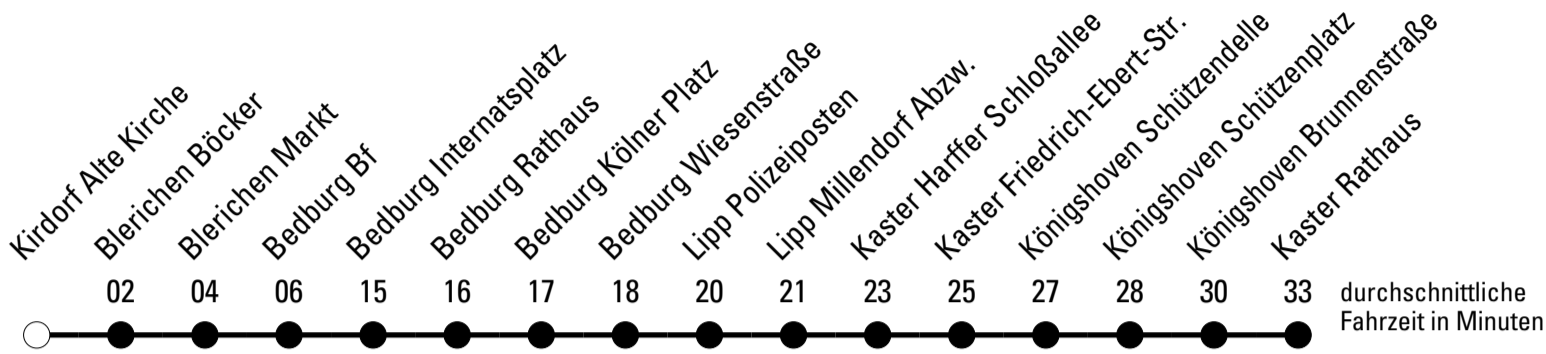 Kirdorf Alte Kirche
Blerichen Böcker
Blerichen Markt
Bedburg Bf
Bedburg Internatsplatz
Bedburg Rathaus
Bedburg Kölner Platz
Bedburg Wiesenstraße
Lipp Polizeiposten
Lipp Millendorf Abzw.
Kaster Harffer Schloßallee
Kaster Friedrich-Ebert-Str.
Königshoven Schützendelle
Königshoven Schützenplatz
Königshoven Brunnenstraße
Kaster Rathaus
02 04 06 15 16 17 18 20 21 23 25 27 28 30 33
durchschnittliche
Fahrzeit in Minuten